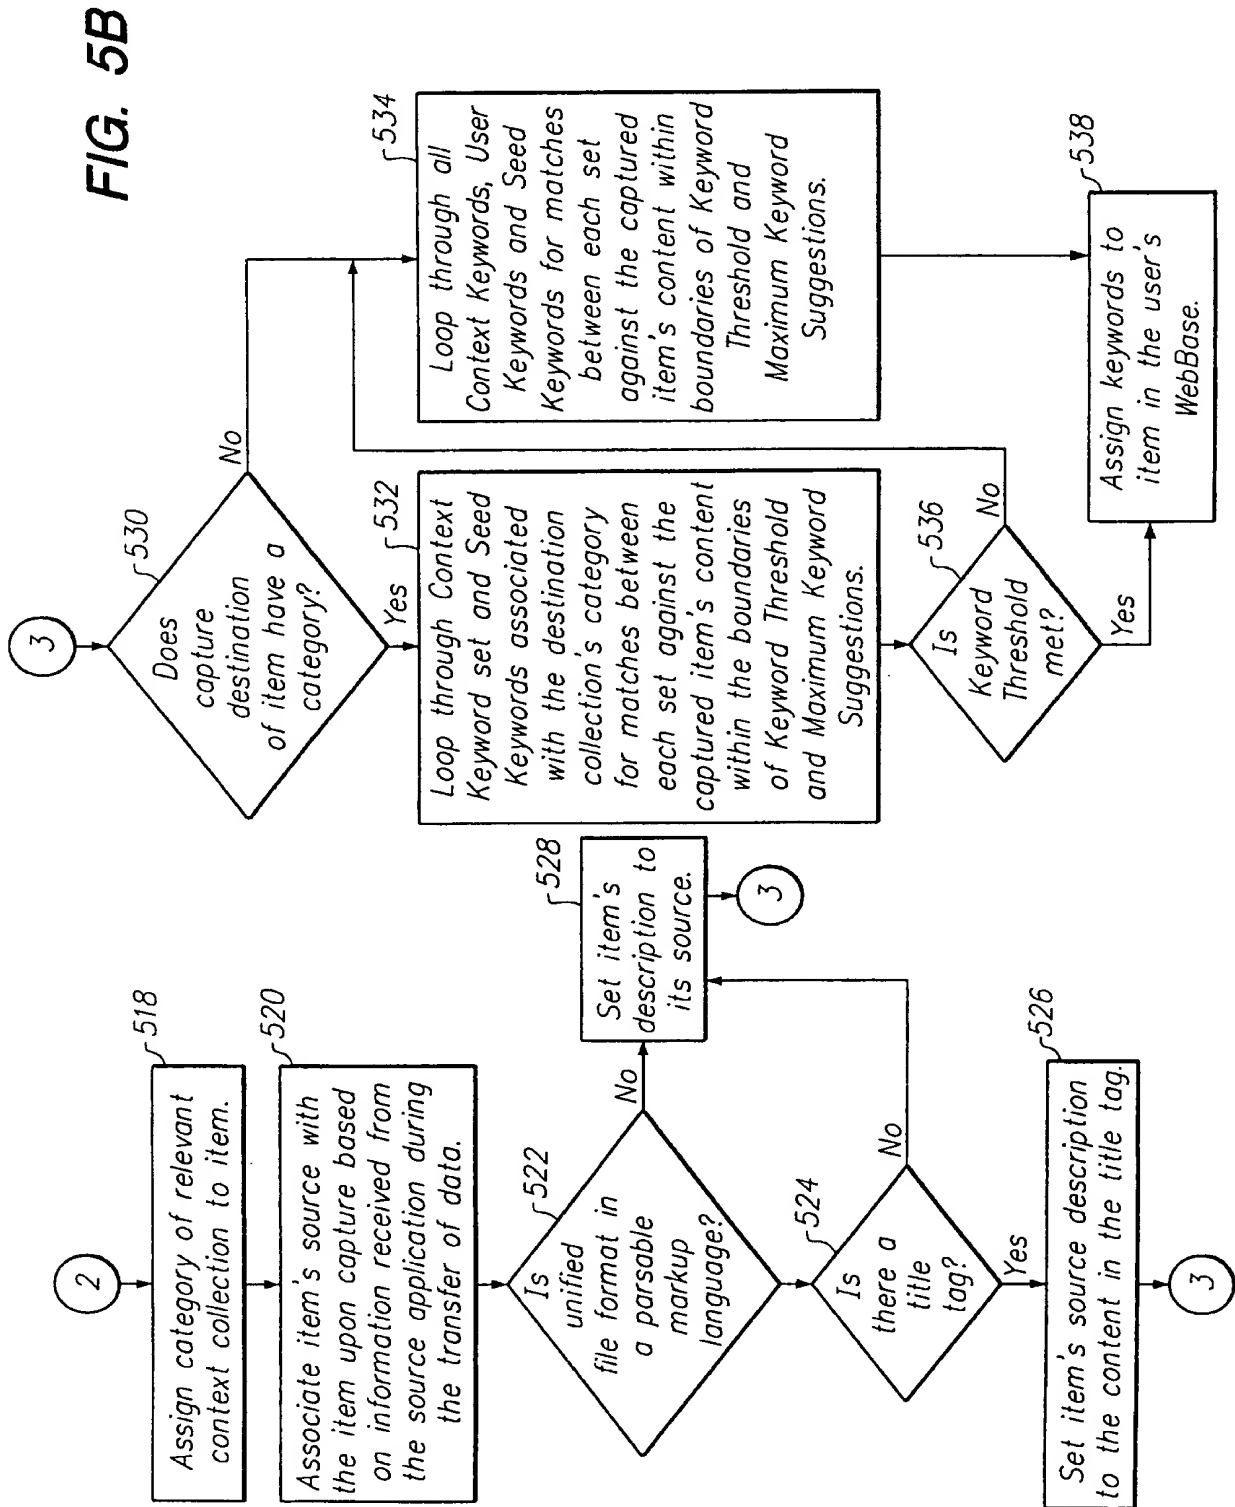 FIG. 5B
2
518
Assign category of relevant
context collection to item.
520
Associate item's source with
the item upon capture based
on information received from
the source application during
the transfer of data.
522
Is
unified
file format in
a parsable
markup
language?
No
528
Set item's
description to
its source.
3
524
Is
there a
title
tag?
No
Yes
526
Set item's source description
to the content in the title tag.
3
3
530
Does
capture
destination
of item have a
category?
No
Yes
532
Loop through Context
Keyword set and Seed
Keywords associated
with the destination
collection's category
for matches between
each set against the
captured item's content
within the boundaries
of Keyword Threshold
and Maximum Keyword
Suggestions.
534
Loop through all
Context Keywords, User
Keywords and Seed
Keywords for matches
between each set
against the captured
item's content within
boundaries of Keyword
Threshold and
Maximum Keyword
Suggestions.
536
Is
Keyword
Threshold
met?
No
Yes
538
Assign keywords to
item in the user's
WebBase.